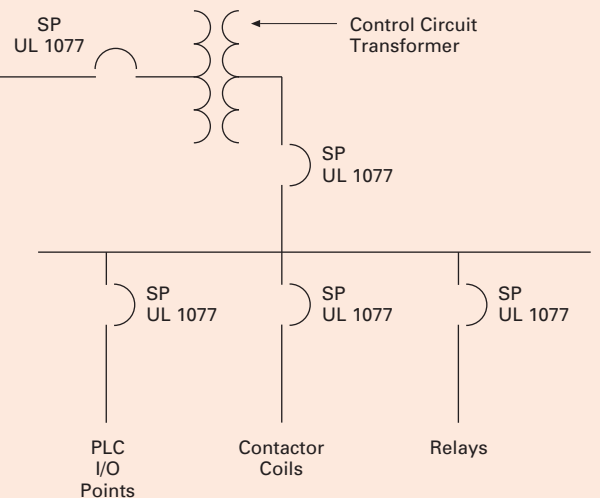 SP
UL 1077
Control Circuit
Transformer
SP
UL 1077
SP
UL 1077
SP
UL 1077
SP
UL 1077
PLC
I/O
Points
Contactor
Coils
Relays